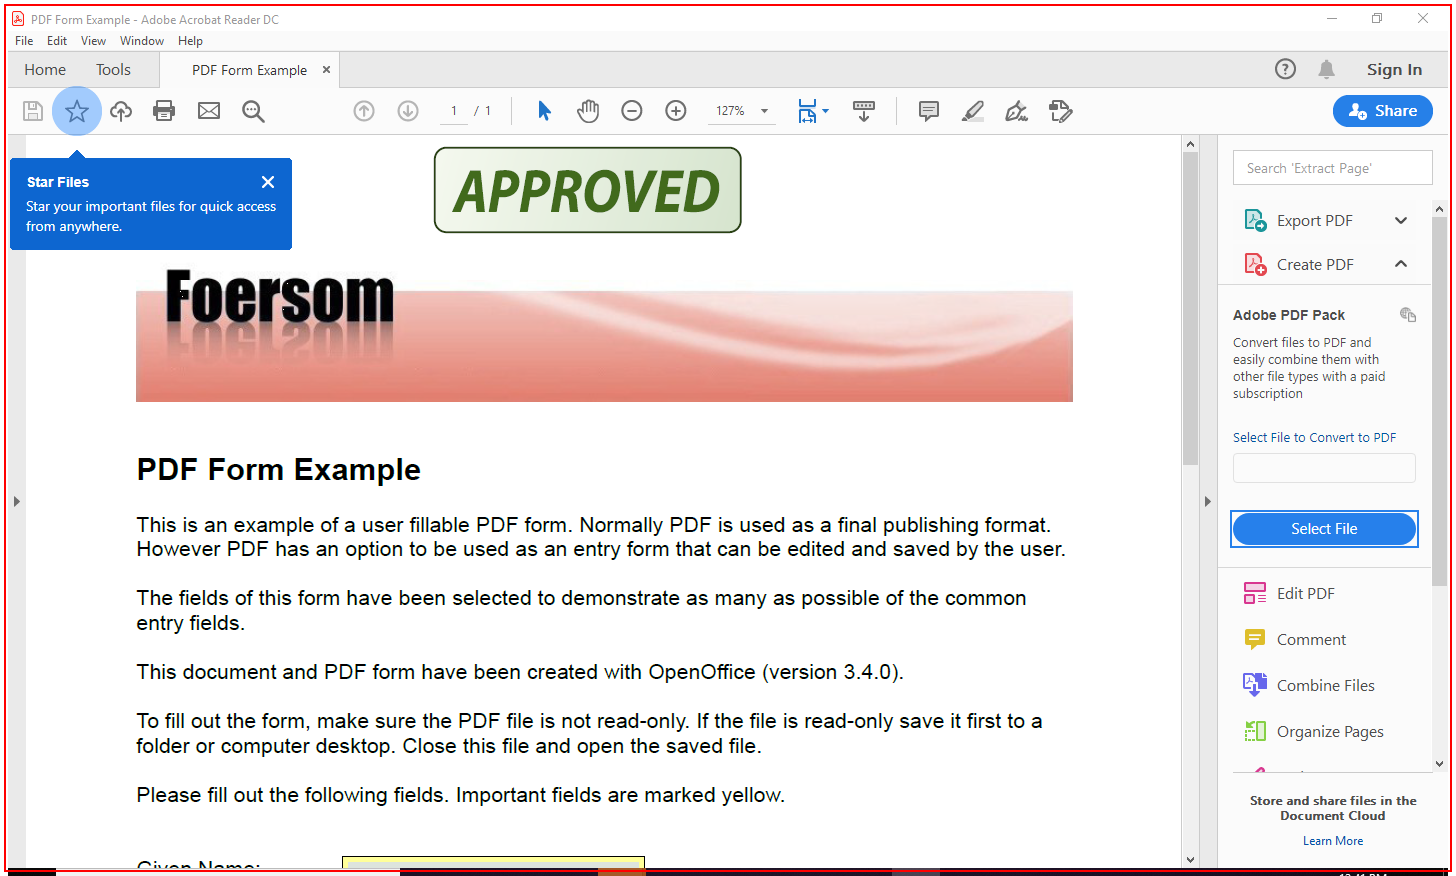 PDF Form Example - Adobe Acrobat Reader DC
File Edit View Window Help
Home Tools PDF Form Example × Sign In
1 / 1 127% Share
Star Files
Star your important files for quick access
from anywhere.
APPROVED
Foersom
PDF Form Example
This is an example of a user fillable PDF form. Normally PDF is used as a final publishing format.
However PDF has an option to be used as an entry form that can be edited and saved by the user.
The fields of this form have been selected to demonstrate as many as possible of the common
entry fields.
This document and PDF form have been created with OpenOffice (version 3.4.0).
To fill out the form, make sure the PDF file is not read-only. If the file is read-only save it first to a
folder or computer desktop. Close this file and open the saved file.
Please fill out the following fields. Important fields are marked yellow.
Given Name:
Search 'Extract Page'
Export PDF
Create PDF
Adobe PDF Pack
Convert files to PDF and
easily combine them with
other file types with a paid
subscription
Select File to Convert to PDF
Select File
Edit PDF
Comment
Combine Files
Organize Pages
Store and share files in the
Document Cloud
Learn More